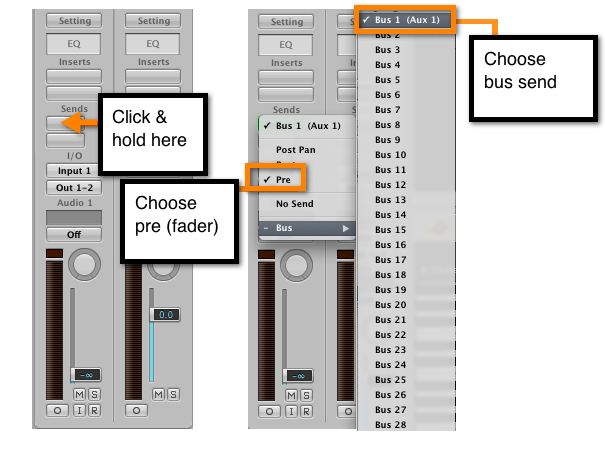 Setting
Setting
EQ
EQ
Inserts
Inserts
Sends
Click &
hold here
I/O
Input 1
Out 1-2
Audio 1
Off
0.0
-∞
M S
M S
O I R
O
Setting
EQ
Inserts
Sends
✓ Bus 1 (Aux 1)
Post Pan
✓ Pre
No Send
– Bus ▶
Choose
pre (fader)
-∞
M S
O I R
O
✓ Bus 1 (Aux 1)
Bus 2
Bus 3
Bus 4
Bus 5
Bus 6
Bus 7
Bus 8
Bus 9
Bus 10
Bus 11
Bus 12
Bus 13
Bus 14
Bus 15
Bus 16
Bus 17
Bus 18
Bus 19
Bus 20
Bus 21
Bus 22
Bus 23
Bus 24
Bus 25
Bus 26
Bus 27
Bus 28
Choose
bus send